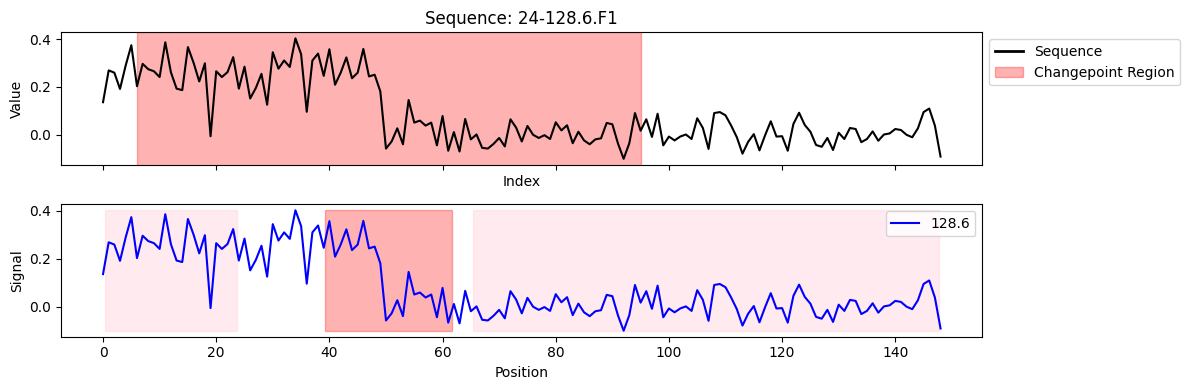 Sequence: 24-128.6.F1
Value
0.4
0.2
0.0
Index
Sequence
Changepoint Region
Signal
0.4
0.2
0.0
128.6
0 20 40 60 80 100 120 140
Position